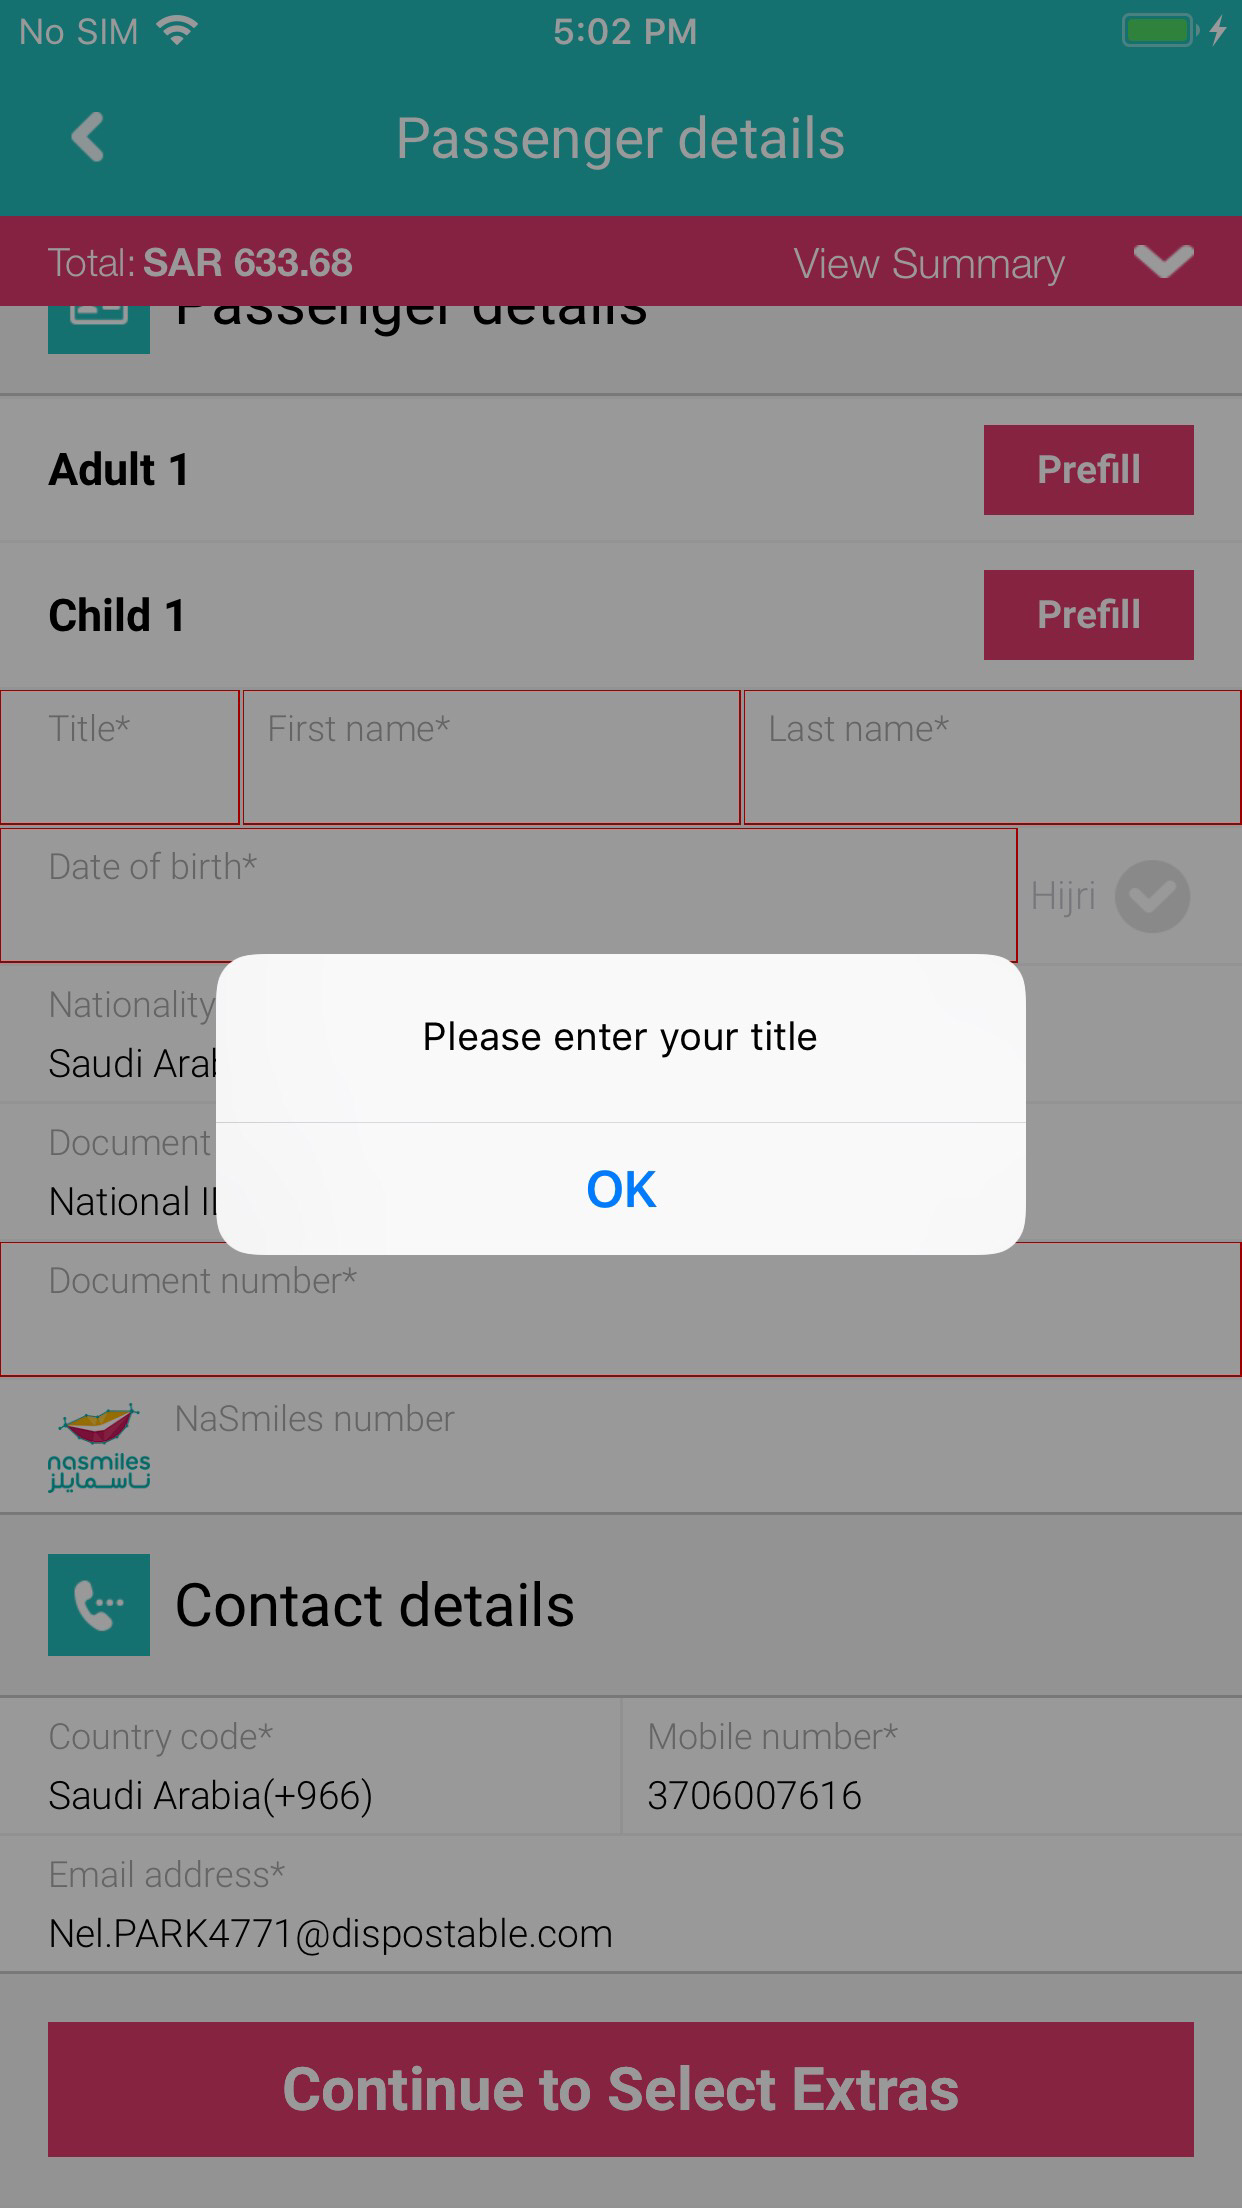 No SIM 5:02 PM
Passenger details
Total: SAR 633.68 View Summary
Passenger details
Adult 1 Prefill
Child 1 Prefill
Title* First name* Last name*
Date of birth* Hijri
Nationality
Saudi Arab
Please enter your title
Document
National ID
OK
Document number*
NaSmiles number
nasmiles
ناسمايلز
Contact details
Country code* Mobile number*
Saudi Arabia(+966) 3706007616
Email address*
Nel.PARK4771@dispostable.com
Continue to Select Extras